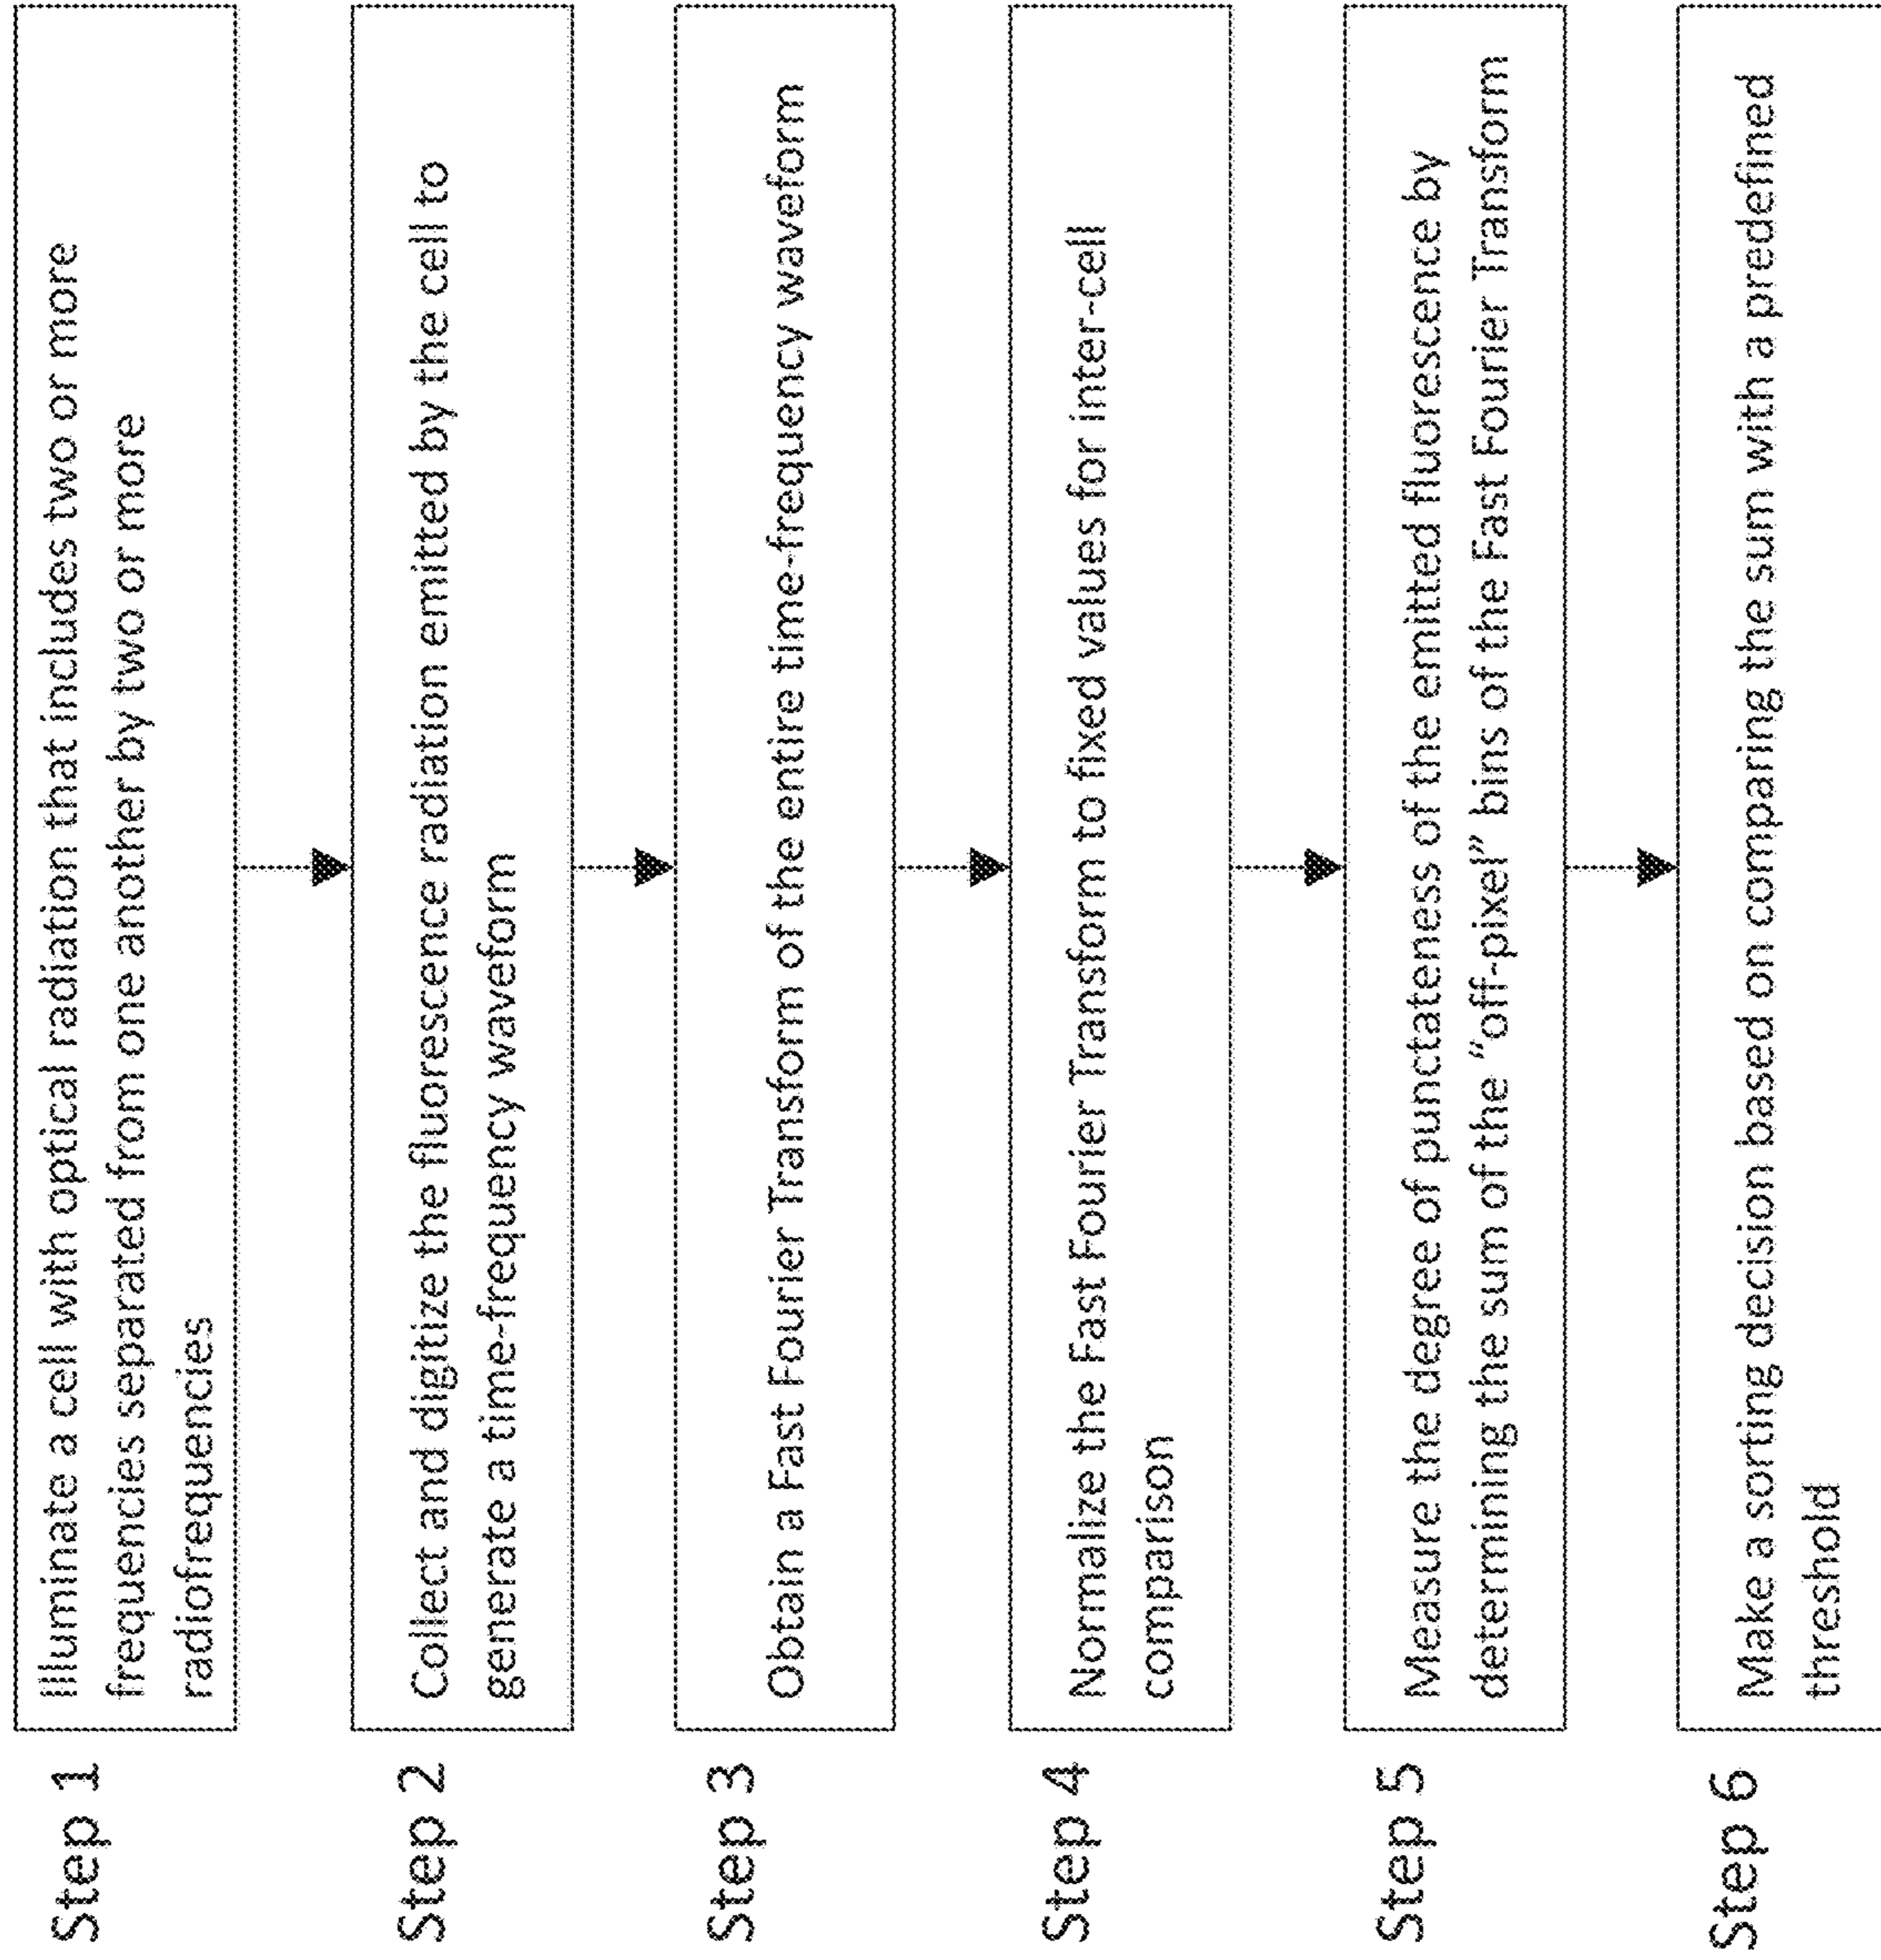 Step 1
Illuminate a cell with optical radiation that includes two or more
frequencies separated from one another by two or more
radiofrequencies
Step 2
Collect and digitize the fluorescence radiation emitted by the cell to
generate a time-frequency waveform
Step 3
Obtain a Fast Fourier Transform of the entire time-frequency waveform
Step 4
Normalize the Fast Fourier Transform to fixed values for inter-cell
comparison
Step 5
Measure the degree of punctateness of the emitted fluorescence by
determining the sum of the “off-pixel” bins of the Fast Fourier Transform
Step 6
Make a sorting decision based on comparing the sum with a predefined
threshold